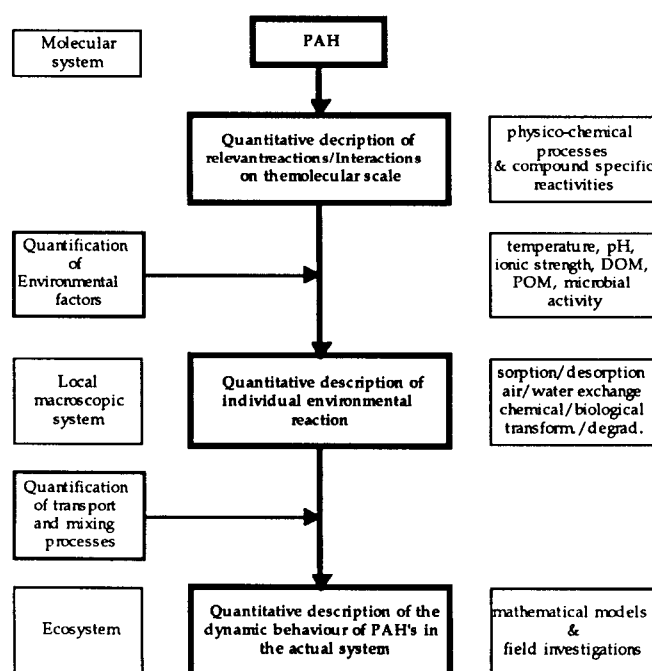 Molecular
system
PAH
Quantitative decription of
relevantreactions/Interactions
on themolecular scale
physico-chemical
processes
& compound specific
reactivities
Quantification
of
Environmental
factors
temperature, pH,
ionic strength, DOM,
POM, microbial
activity
Local
macroscopic
system
Quantitative description of
individual environmental
reaction
sorption/desorption
air/water exchange
chemical/biological
transform./degrad.
Quantification
of transport
and mixing
processes
Ecosystem
Quantitative description of the
dynamic behaviour of PAH's in
the actual system
mathematical models
&
field investigations